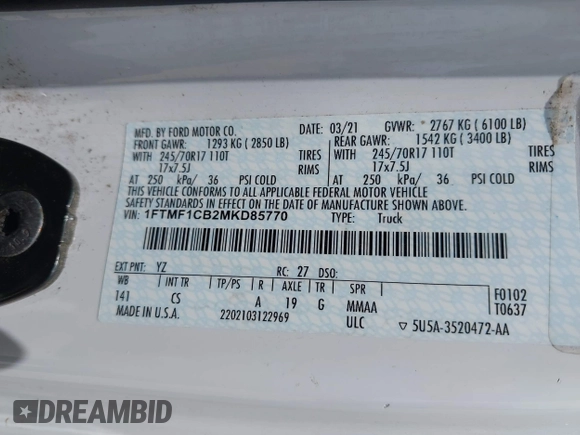 MFD. BY FORD MOTOR CO. 03/21 GVWR: 2767 KG ( 6100 LB)
FRONT GAWR: 1293 KG ( 2850 LB) REAR GAWR: 1542 KG ( 3400 LB)
WITH 245/70R17 110T TIRES WITH 245/70R17 110T TIRES
17x7.5J RIMS 17x7.5J RIMS
AT 250 kPa/ 36 PSI COLD AT 250 kPa/ 36 PSI COLD
THIS VEHICLE CONFORMS TO ALL APPLICABLE FEDERAL MOTOR VEHICLE
SAFETY STANDARDS IN EFFECT ON THE DATE OF MANUFACTURE SHOWN ABOVE.
VIN: 1FTMF1CB2MKD85770 TYPE: Truck
EXT PNT: YZ RC: 27 DSO:
WB INT TR TP/PS R AXLE TR SPR F0102
141 CS A 19 G MMAA T0637
MADE IN U.S.A. 2202103122969 ULC ▽ 5U5A-3520472-AA
DREAMBID